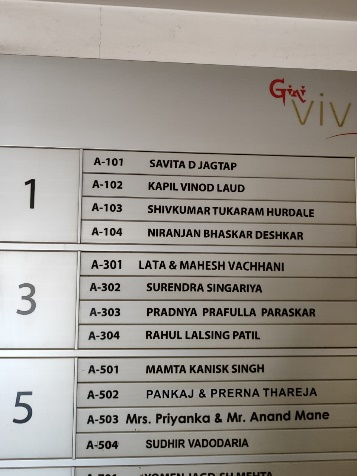 Gini
VIV
1
A-101 SAVITA D JAGTAP
A-102 KAPIL VINOD LAUD
A-103 SHIVKUMAR TUKARAM HURDALE
A-104 NIRANJAN BHASKAR DESHKAR
3
A-301 LATA & MAHESH VACHHANI
A-302 SURENDRA SINGARIYA
A-303 PRADNYA PRAFULLA PARASKAR
A-304 RAHUL LALSING PATIL
5
A-501 MAMTA KANISK SINGH
A-502 PANKAJ & PRERNA THAREJA
A-503 Mrs. Priyanka & Mr. Anand Mane
A-504 SUDHIR VADODARIA